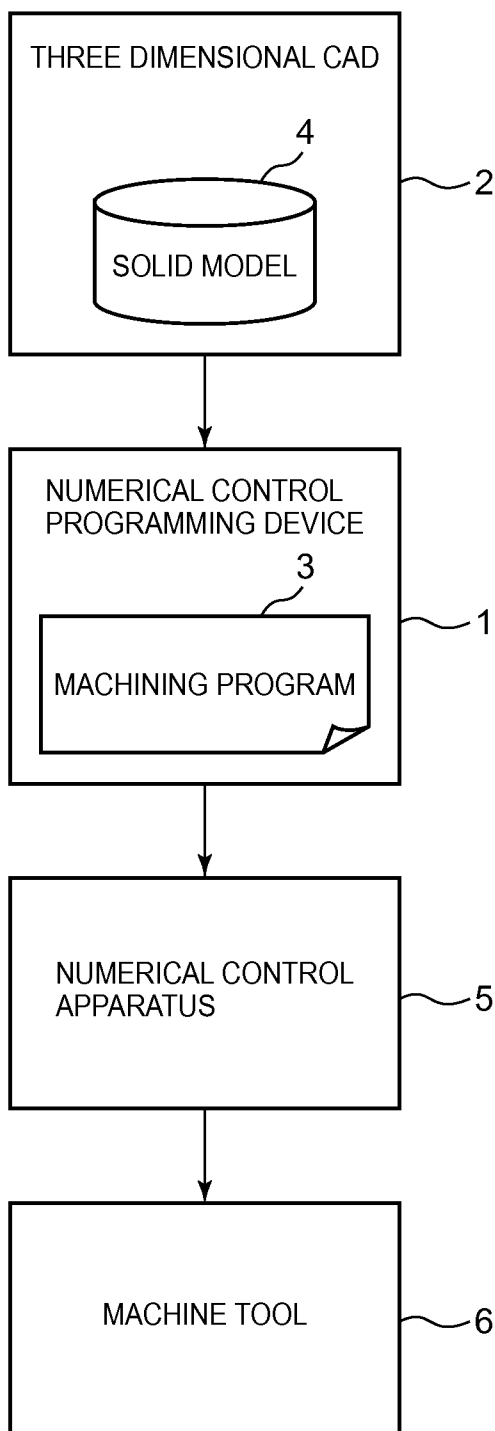 THREE DIMENSIONAL CAD
4
2
SOLID MODEL
NUMERICAL CONTROL
PROGRAMMING DEVICE
3
1
MACHINING PROGRAM
NUMERICAL CONTROL
APPARATUS
5
MACHINE TOOL
6